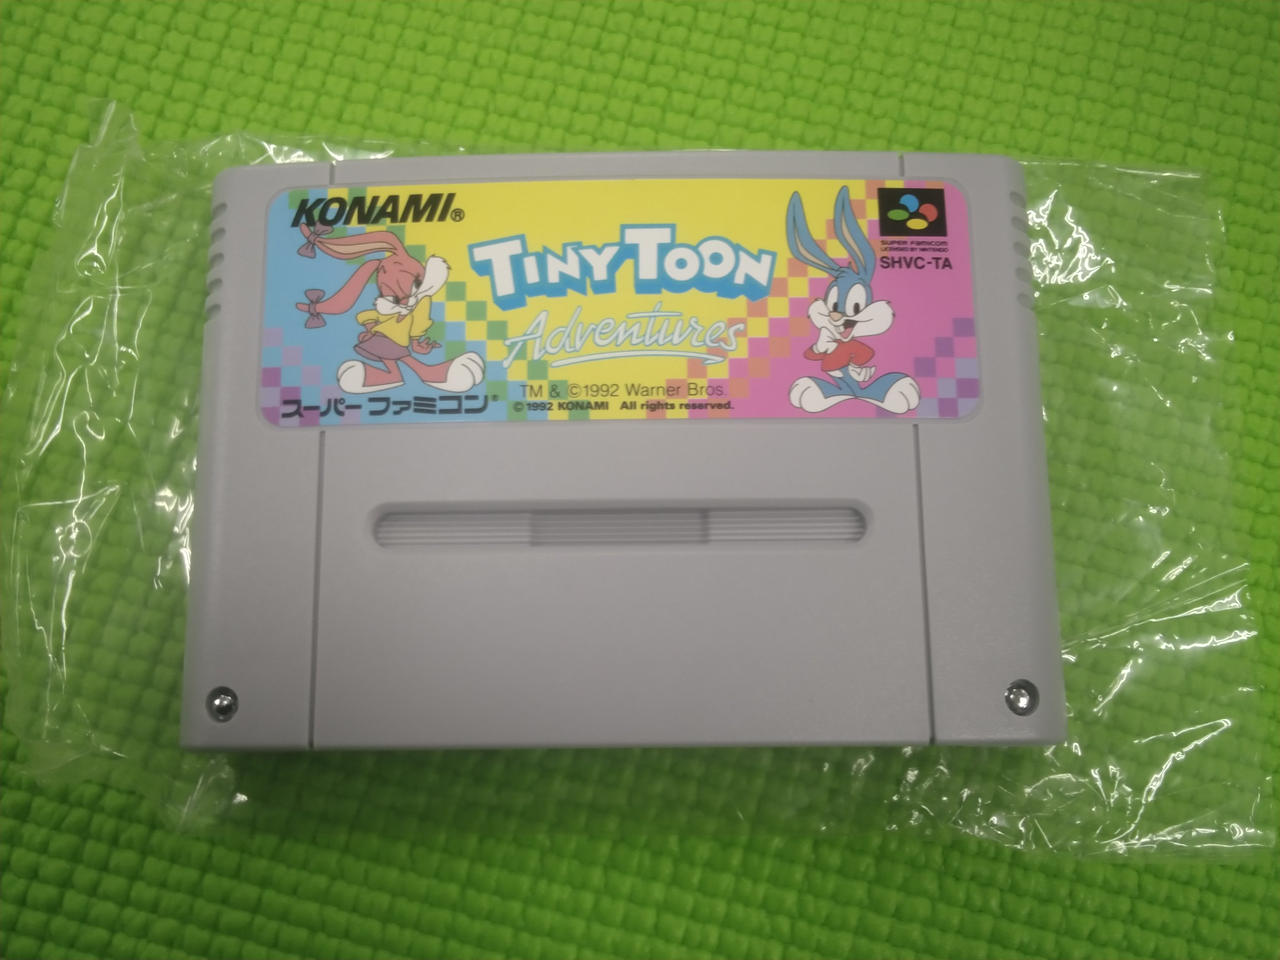 KONAMI®
TINY TOON
Adventures
SUPER FAMICOM
LICENSED BY NINTENDO
SHVC-TA
TM & ©1992 Warner Bros.
©1992 KONAMI All rights reserved.
スーパーファミコン®